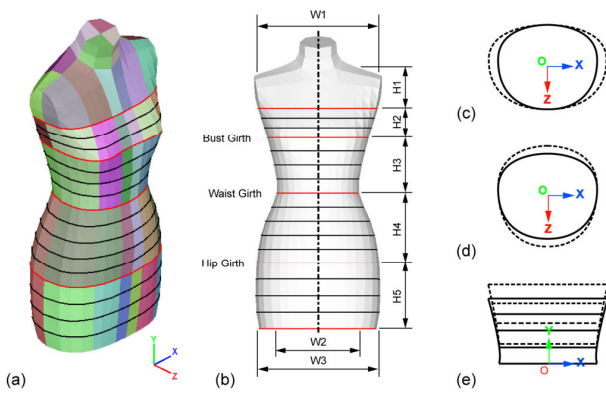 W1
H1
H2
Bust Girth
H3
Waist Girth
H4
Hip Girth
H5
W2
W3
Y
X
Z
(a)
(b)
O
X
Z
(c)
O
X
Z
(d)
Y
O
X
(e)